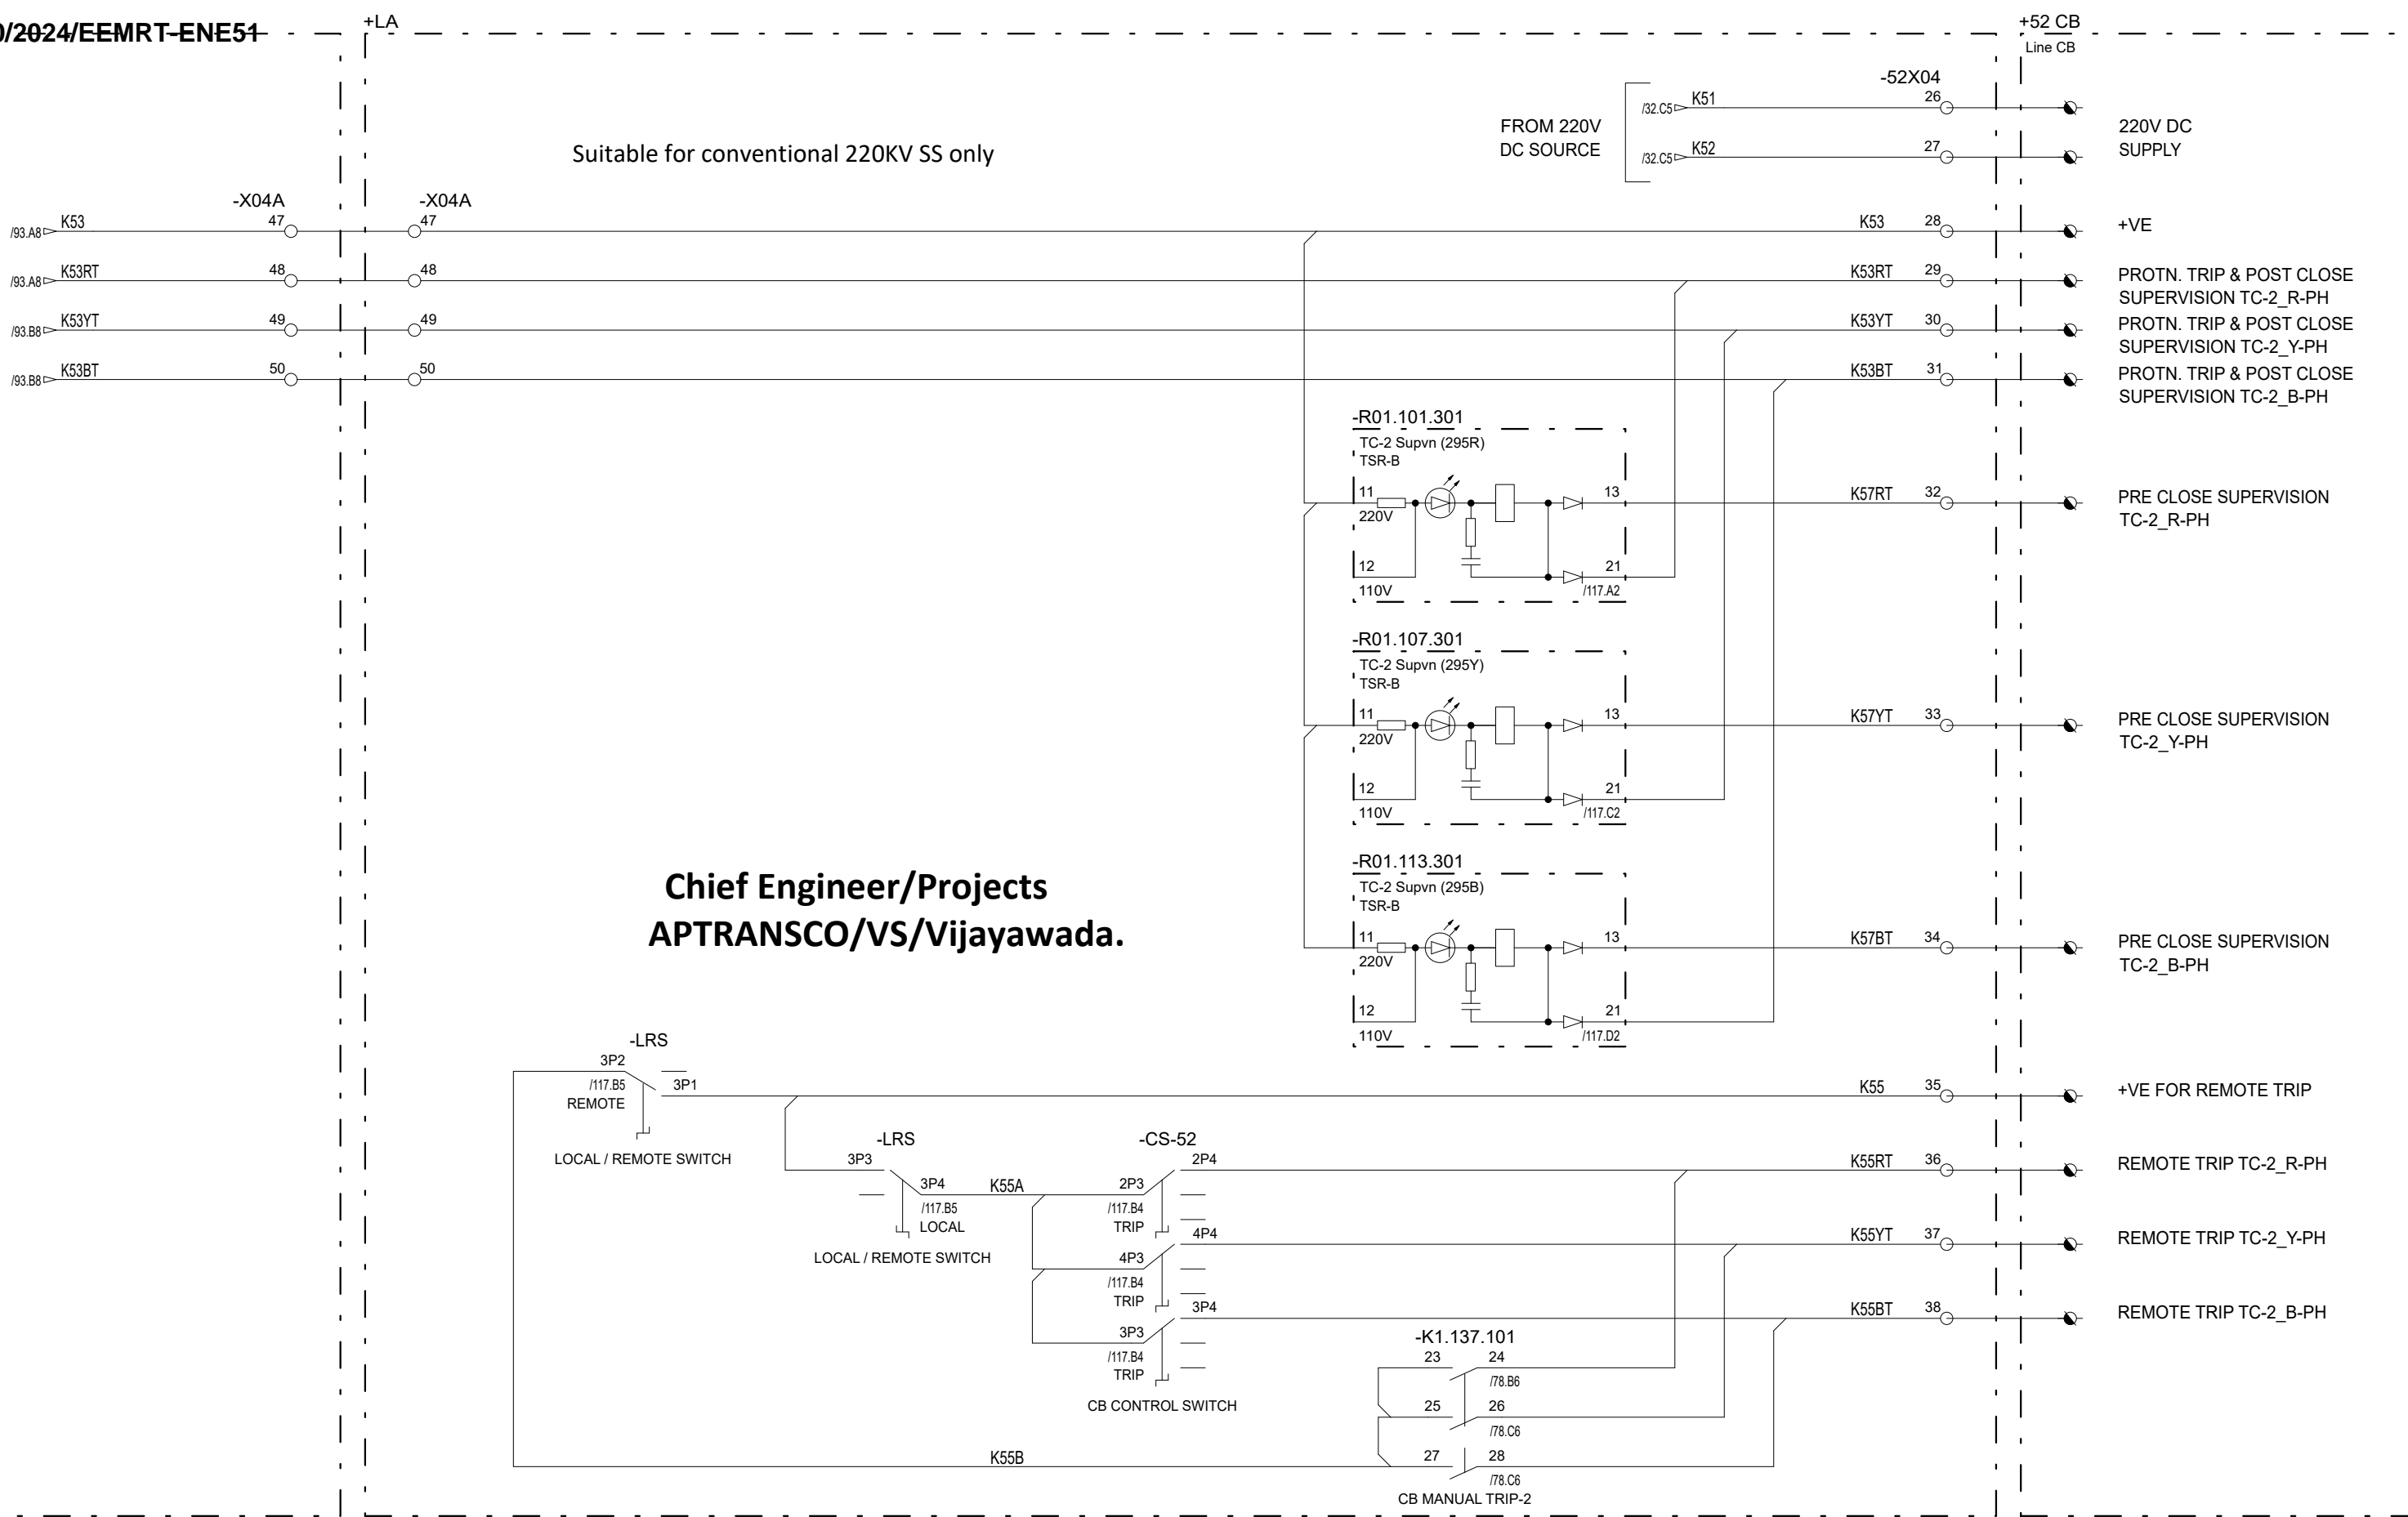 0/2024/EEMRT-ENE51
+LA
+52 CB
Line CB
Suitable for conventional 220KV SS only
FROM 220V
DC SOURCE
-52X04
/32.C5 K51 26
/32.C5 K52 27
220V DC
SUPPLY
-X04A
-X04A
/93.A8 K53 47 47 K53 28 +VE
/93.A8 K53RT 48 48 K53RT 29
PROTN. TRIP & POST CLOSE
SUPERVISION TC-2_R-PH
/93.B8 K53YT 49 49 K53YT 30
PROTN. TRIP & POST CLOSE
SUPERVISION TC-2_Y-PH
/93.B8 K53BT 50 50 K53BT 31
PROTN. TRIP & POST CLOSE
SUPERVISION TC-2_B-PH
-R01.101.301
TC-2 Supvn (295R)
TSR-B
11 13 K57RT 32
220V
PRE CLOSE SUPERVISION
TC-2_R-PH
12 21
110V /117.A2
-R01.107.301
TC-2 Supvn (295Y)
TSR-B
11 13 K57YT 33
220V
PRE CLOSE SUPERVISION
TC-2_Y-PH
12 21
110V /117.C2
-R01.113.301
TC-2 Supvn (295B)
TSR-B
11 13 K57BT 34
220V
PRE CLOSE SUPERVISION
TC-2_B-PH
12 21
110V /117.D2
Chief Engineer/Projects
APTRANSCO/VS/Vijayawada.
-LRS
3P2
/117.B5 3P1 K55 35 +VE FOR REMOTE TRIP
REMOTE
LOCAL / REMOTE SWITCH
-LRS
-CS-52
3P3 2P4 K55RT 36 REMOTE TRIP TC-2_R-PH
3P4 K55A 2P3
/117.B5 /117.B4
LOCAL TRIP
LOCAL / REMOTE SWITCH
4P4 K55YT 37 REMOTE TRIP TC-2_Y-PH
4P3
/117.B4
TRIP
3P4 K55BT 38 REMOTE TRIP TC-2_B-PH
3P3
/117.B4
TRIP
CB CONTROL SWITCH
-K1.137.101
23 24
/78.B6
25 26
/78.C6
K55B 27 28
/78.C6
CB MANUAL TRIP-2